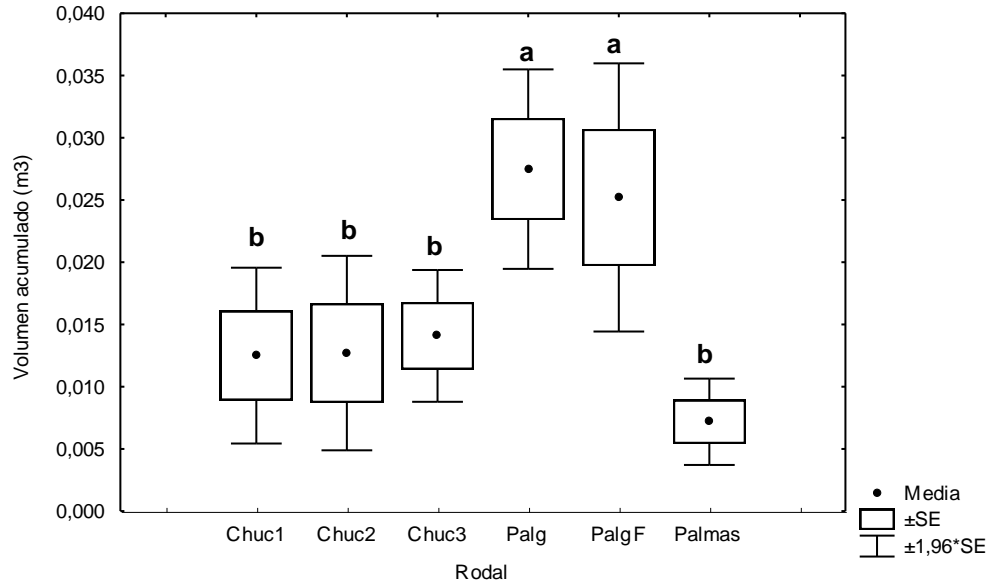 0,040
0,035
0,030
0,025
0,020
0,015
0,010
0,005
0,000
Volumen acumulado (m3)
b
b
b
a
a
b
Chuc1 Chuc2 Chuc3 Palg PalgF Palmas
Rodal
Media
±SE
±1,96*SE